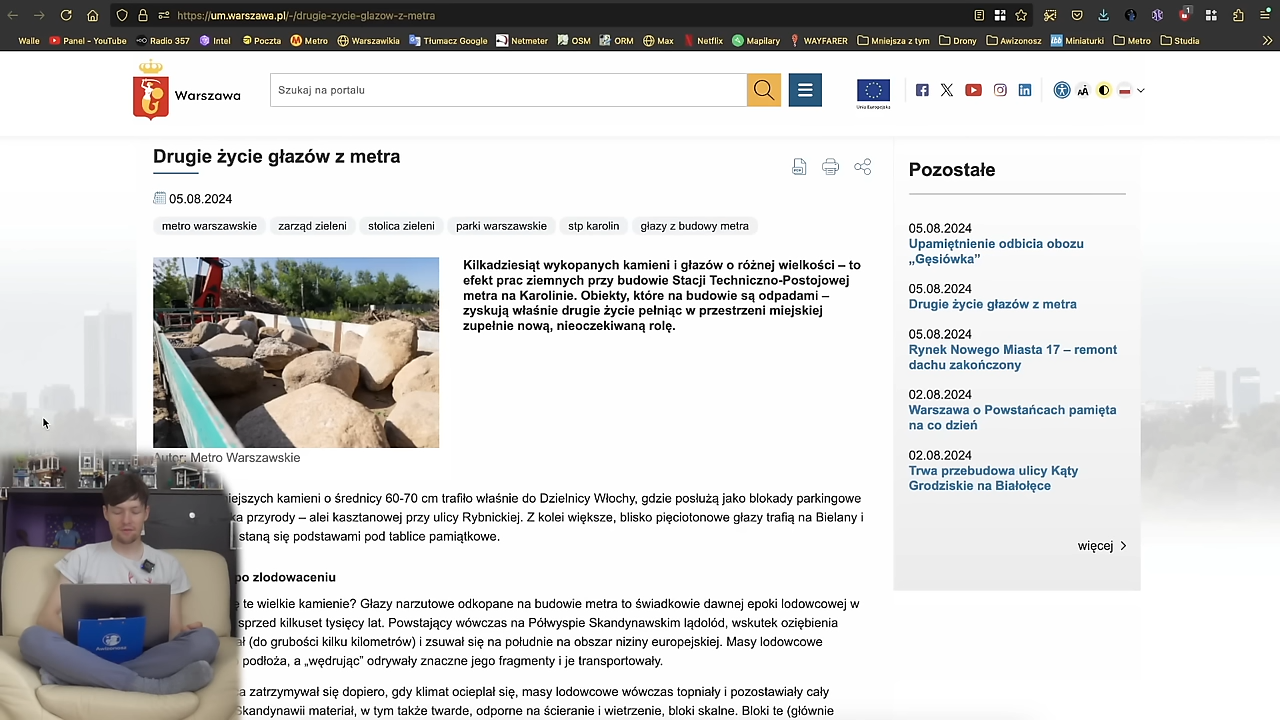 https://um.warszawa.pl/-/drugie-zycie-glazow-z-metra
1
Walle Panel - YouTube Radio 357 Intel Poczta Metro Warszawikia Tłumacz Google Netmeter OSM ORM Max Netflix Mapilary WAYFARER Mniejsza z tym Drony Awizonosz Miniaturki Metro Studia
Warszawa
Szukaj na portalu
Unia Europejska
Drugie życie głazów z metra
05.08.2024
metro warszawskie zarząd zieleni stolica zieleni parki warszawskie stp karolin głazy z budowy metra
Kilkadziesiąt wykopanych kamieni i głazów o różnej wielkości – to
efekt prac ziemnych przy budowie Stacji Techniczno-Postojowej
metra na Karolinie. Obiekty, które na budowie są odpadami –
zyskują właśnie drugie życie pełniąc w przestrzeni miejskiej
zupełnie nową, nieoczekiwaną rolę.
Autor: Metro Warszawskie
iejszych kamieni o średnicy 60-70 cm trafiło właśnie do Dzielnicy Włochy, gdzie posłużą jako blokady parkingowe
ka przyrody – alei kasztanowej przy ulicy Rybnickiej. Z kolei większe, blisko pięciotonowe głazy trafią na Bielany i
staną się podstawami pod tablice pamiątkowe.
po zlodowaceniu
te wielkie kamienie? Głazy narzutowe odkopane na budowie metra to świadkowie dawnej epoki lodowcowej w
sprzed kilkuset tysięcy lat. Powstający wówczas na Półwyspie Skandynawskim lądolód, wskutek oziębienia
ał (do grubości kilku kilometrów) i zsuwał się na południe na obszar niziny europejskiej. Masy lodowcowe
podłoża, a „wędrując” odrywały znaczne jego fragmenty i je transportowały.
a zatrzymywał się dopiero, gdy klimat ocieplał się, masy lodowcowe wówczas topniały i pozostawiały cały
Skandynawii materiał, w tym także twarde, odporne na ścieranie i wietrzenie, bloki skalne. Bloki te (głównie
Pozostałe
05.08.2024
Upamiętnienie odbicia obozu
„Gęsiówka”
05.08.2024
Drugie życie głazów z metra
05.08.2024
Rynek Nowego Miasta 17 – remont
dachu zakończony
02.08.2024
Warszawa o Powstańcach pamięta
na co dzień
02.08.2024
Trwa przebudowa ulicy Kąty
Grodziskie na Białołęce
więcej
Awizonosz